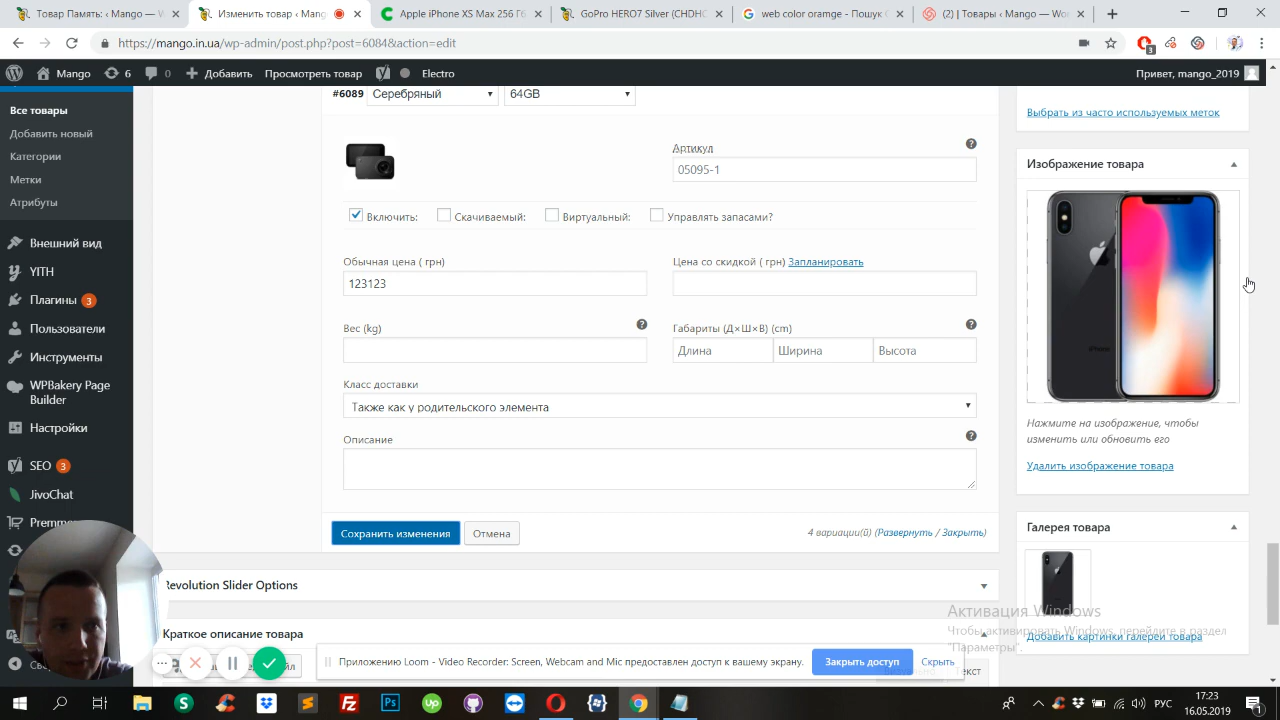 Товары: Память: ‹ Mango — W
Изменить товар ‹ Mang
Apple iPhone XS Max 256 Гб
GoPro HERO7 Silver (CHDHC
web color orange - Пошук G
(2) | Товары ‹ Mango — Wor
https://mango.in.ua/wp-admin/post.php?post=6084&action=edit
3
Mango
6
Добавить
Просмотреть товар
Electro
Привет, mango_2019
Все товары
Добавить новый
Категории
Метки
Атрибуты
Внешний вид
YITH
Плагины 3
Пользователи
Инструменты
WPBakery Page
Builder
Настройки
SEO 3
JivoChat
#6089
Серебряный
64GB
Артикул
05095-1
Включить:
Скачиваемый:
Виртуальный:
Управлять запасами?
Обычная цена ( грн)
123123
Цена со скидкой ( грн) Запланировать
Вес (kg)
Габариты (Д×Ш×В) (cm)
Длина
Ширина
Высота
Класс доставки
Также как у родительского элемента
Описание
Сохранить изменения
Отмена
4 вариации(й) (Развернуть / Закрыть)
Revolution Slider Options
Краткое описание товара
Выбрать из часто используемых меток
Изображение товара
iPhone
Нажмите на изображение, чтобы
изменить или обновить его
Удалить изображение товара
Галерея товара
Добавить картинки галереи товара
Активация Windows
Чтобы активировать Windows, перейдите в раздел
"Параметры".
Приложению Loom - Video Recorder: Screen, Webcam and Mic предоставлен доступ к вашему экрану.
Закрыть доступ
Скрыть
РУС
17:23
16.05.2019
1